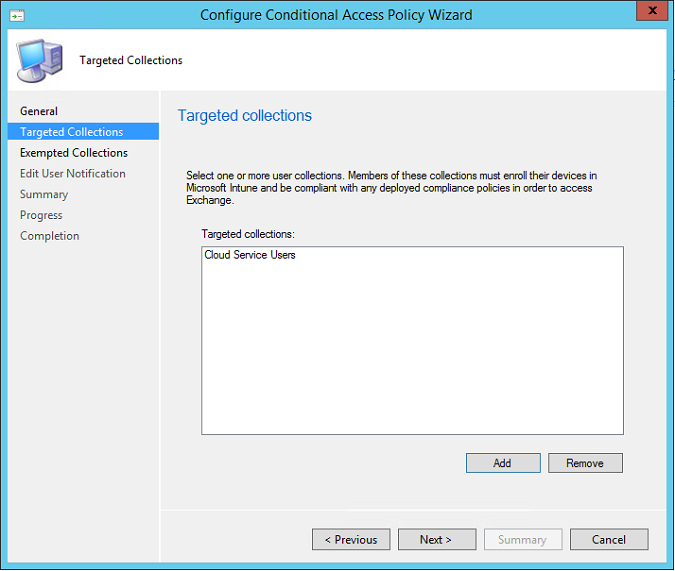 Configure Conditional Access Policy Wizard
x
Targeted Collections
General
Targeted Collections
Exempted Collections
Edit User Notification
Summary
Progress
Completion
Targeted collections
Select one or more user collections. Members of these collections must enroll their devices in
Microsoft Intune and be compliant with any deployed compliance policies in order to access
Exchange.
Targeted collections:
Cloud Service Users
Add
Remove
< Previous
Next >
Summary
Cancel